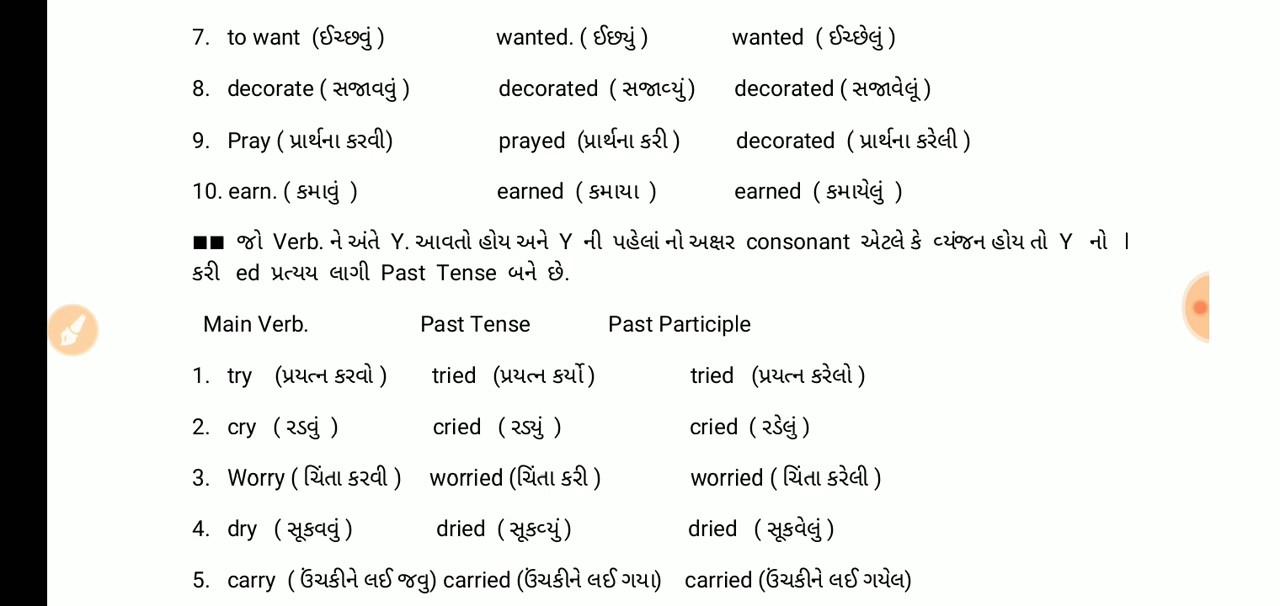 7. to want (ઈચ્છવું ) wanted. ( ઈછ્યું ) wanted ( ઈચ્છેલું )
8. decorate ( સજાવવું ) decorated ( સજાવ્યું ) decorated ( સજાવેલૂં )
9. Pray ( પ્રાર્થના કરવી) prayed (પ્રાર્થના કરી ) decorated ( પ્રાર્થના કરેલી )
10. earn. ( કમાવું ) earned ( કમાયા ) earned ( કમાયેલું )
■■ જો Verb. ને અંતે Y. આવતો હોય અને Y ની પહેલાં નો અક્ષર consonant એટલે કે વ્યંજન હોય તો Y નો I
કરી ed પ્રત્યય લાગી Past Tense બને છે.
Main Verb. Past Tense Past Participle
1. try (પ્રયત્ન કરવો ) tried (પ્રયત્ન કર્યો ) tried (પ્રયત્ન કરેલો )
2. cry ( રડવું ) cried ( રડ્યું ) cried ( રડેલું )
3. Worry ( ચિંતા કરવી ) worried (ચિંતા કરી ) worried ( ચિંતા કરેલી )
4. dry ( સૂકવવું ) dried ( સૂકવ્યું ) dried ( સૂકવેલું )
5. carry ( ઉંચકીને લઈ જવુ) carried (ઉંચકીને લઈ ગયા) carried (ઉંચકીને લઈ ગયેલ)